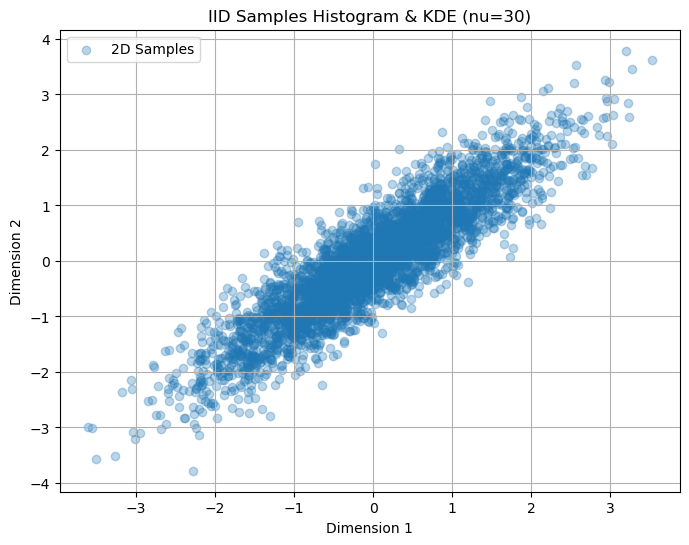 IID Samples Histogram & KDE (nu=30)
2D Samples
4
3
2
1
0
−1
−2
−3
−4
Dimension 2
−3 −2 −1 0 1 2 3
Dimension 1